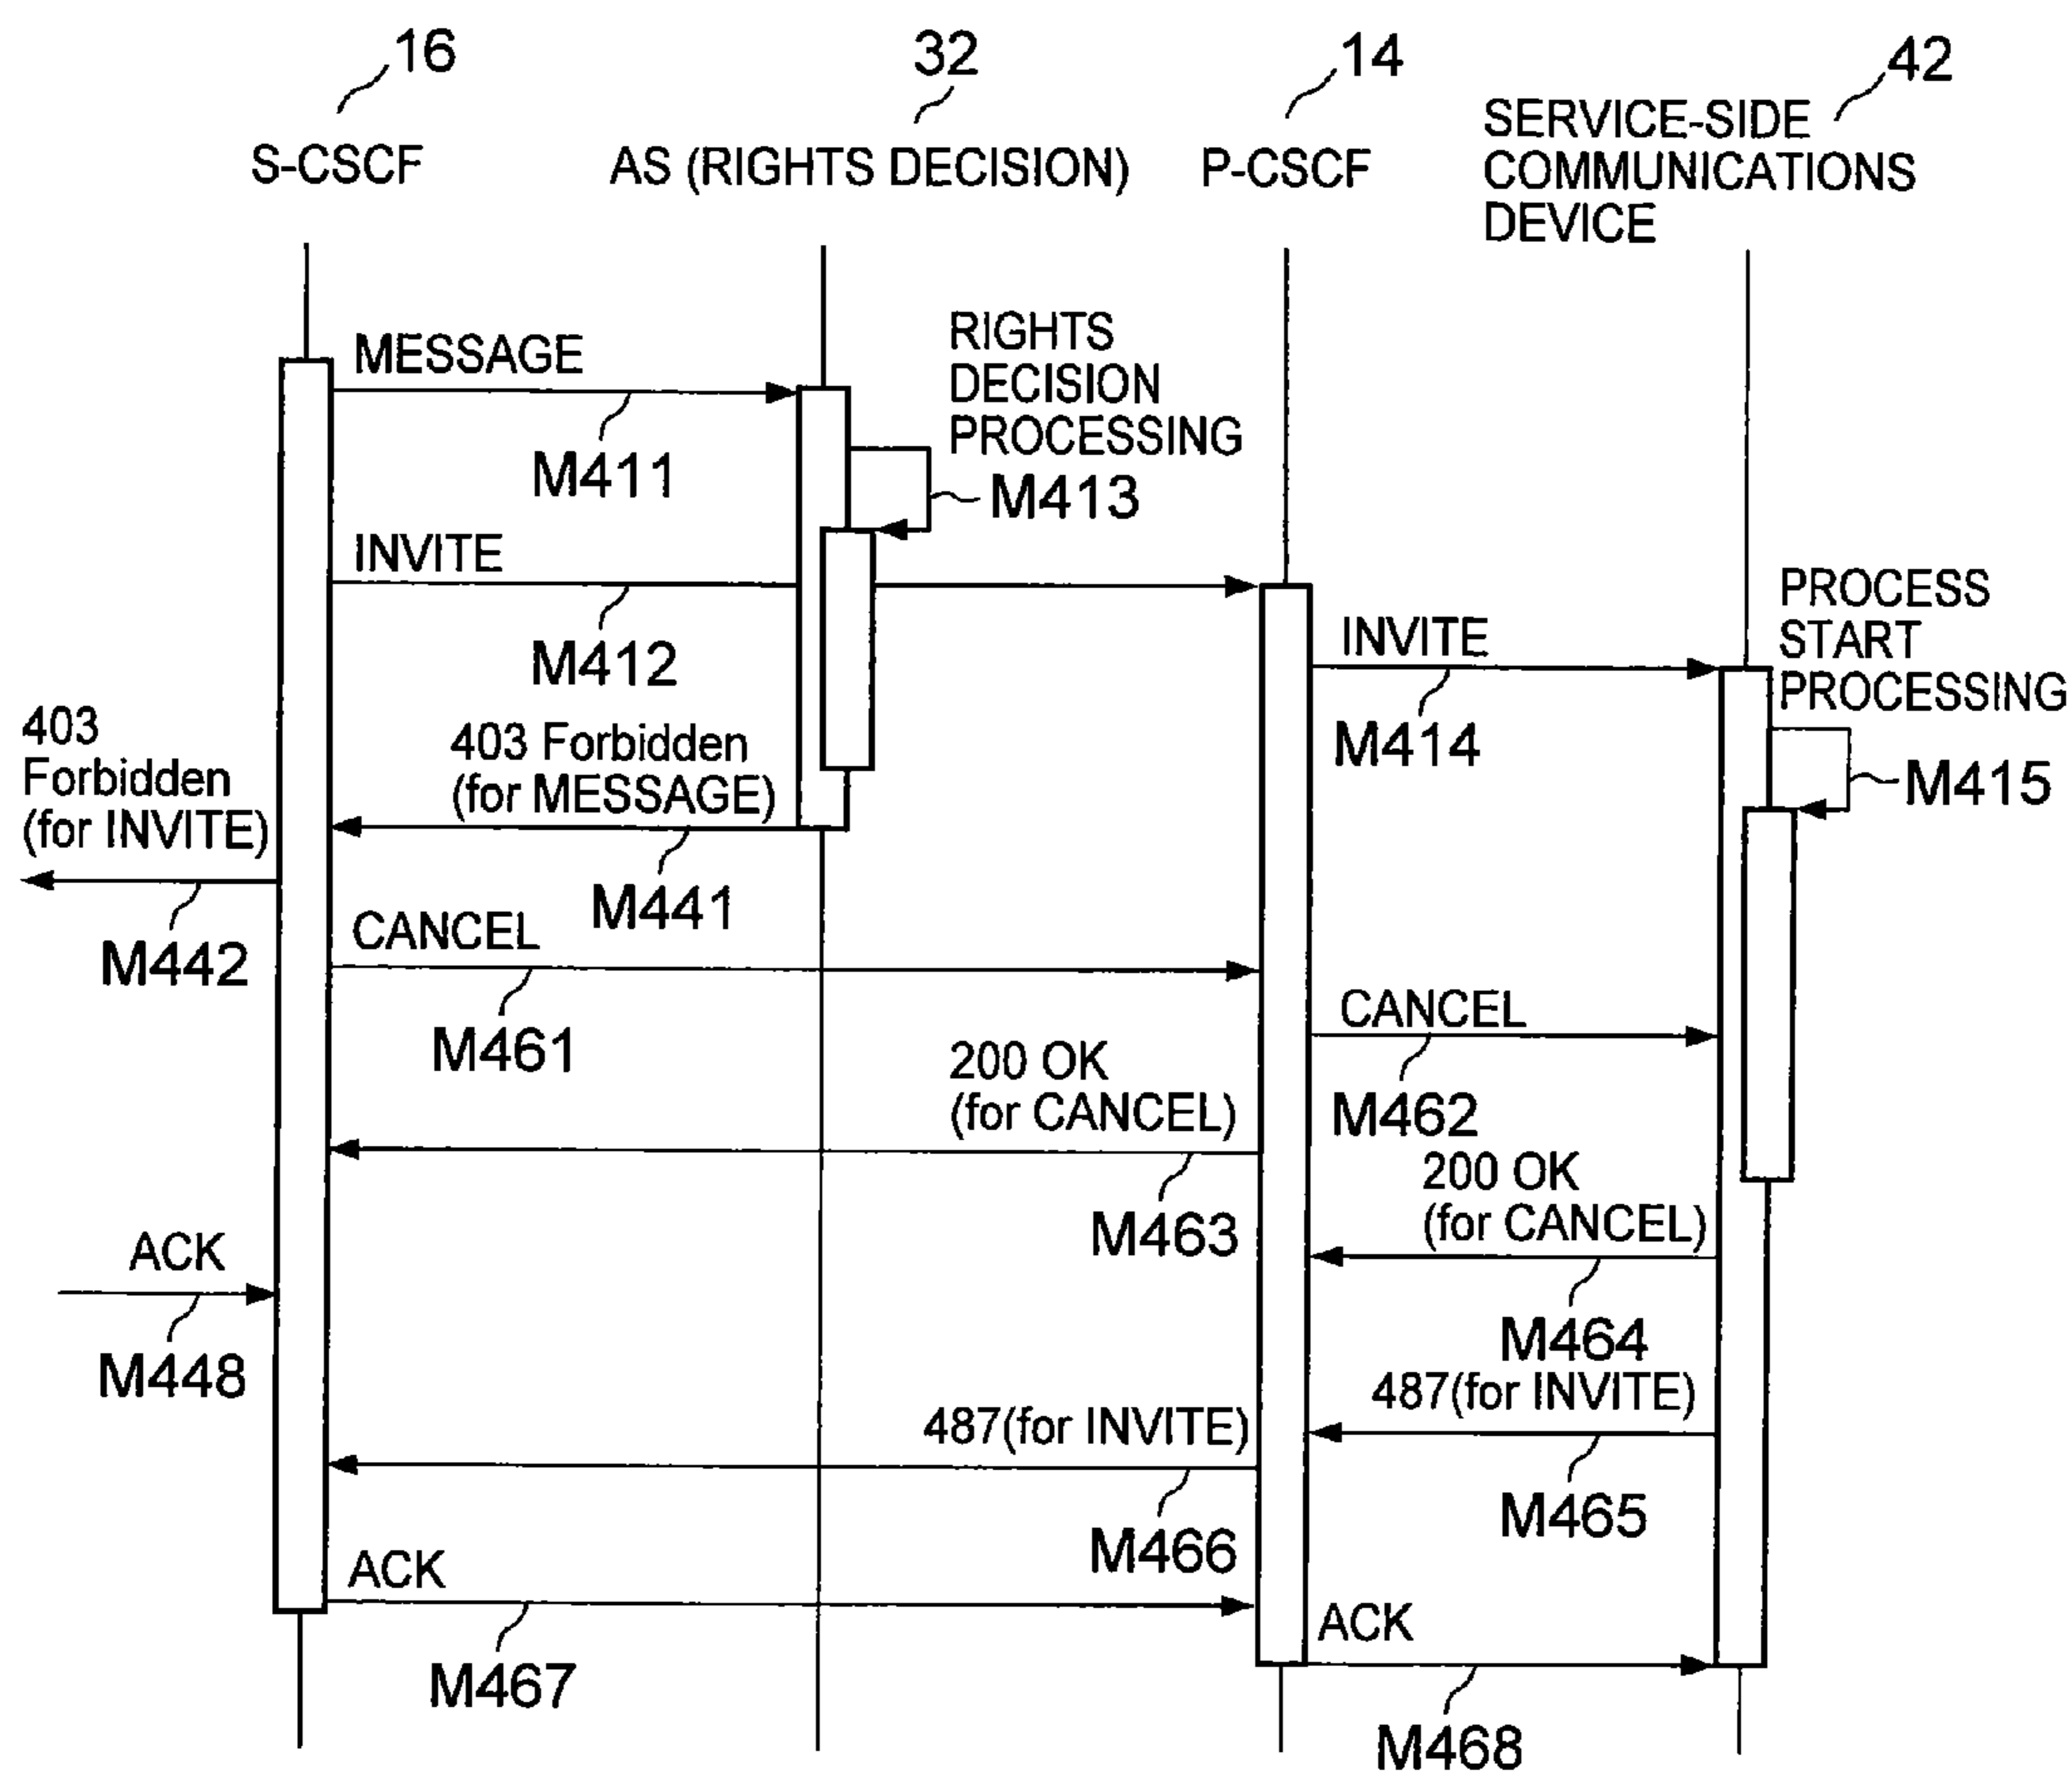 16
32
14
42
S-CSCF
AS (RIGHTS DECISION)
P-CSCF
SERVICE-SIDE
COMMUNICATIONS
DEVICE
MESSAGE
M411
RIGHTS
DECISION
PROCESSING
M413
INVITE
M412
INVITE
M414
PROCESS
START
PROCESSING
M415
403 Forbidden
(for MESSAGE)
M441
403
Forbidden
(for INVITE)
M442
CANCEL
M461
CANCEL
M462
200 OK
(for CANCEL)
M463
200 OK
(for CANCEL)
M464
ACK
M448
487(for INVITE)
M465
487(for INVITE)
M466
ACK
M467
ACK
M468